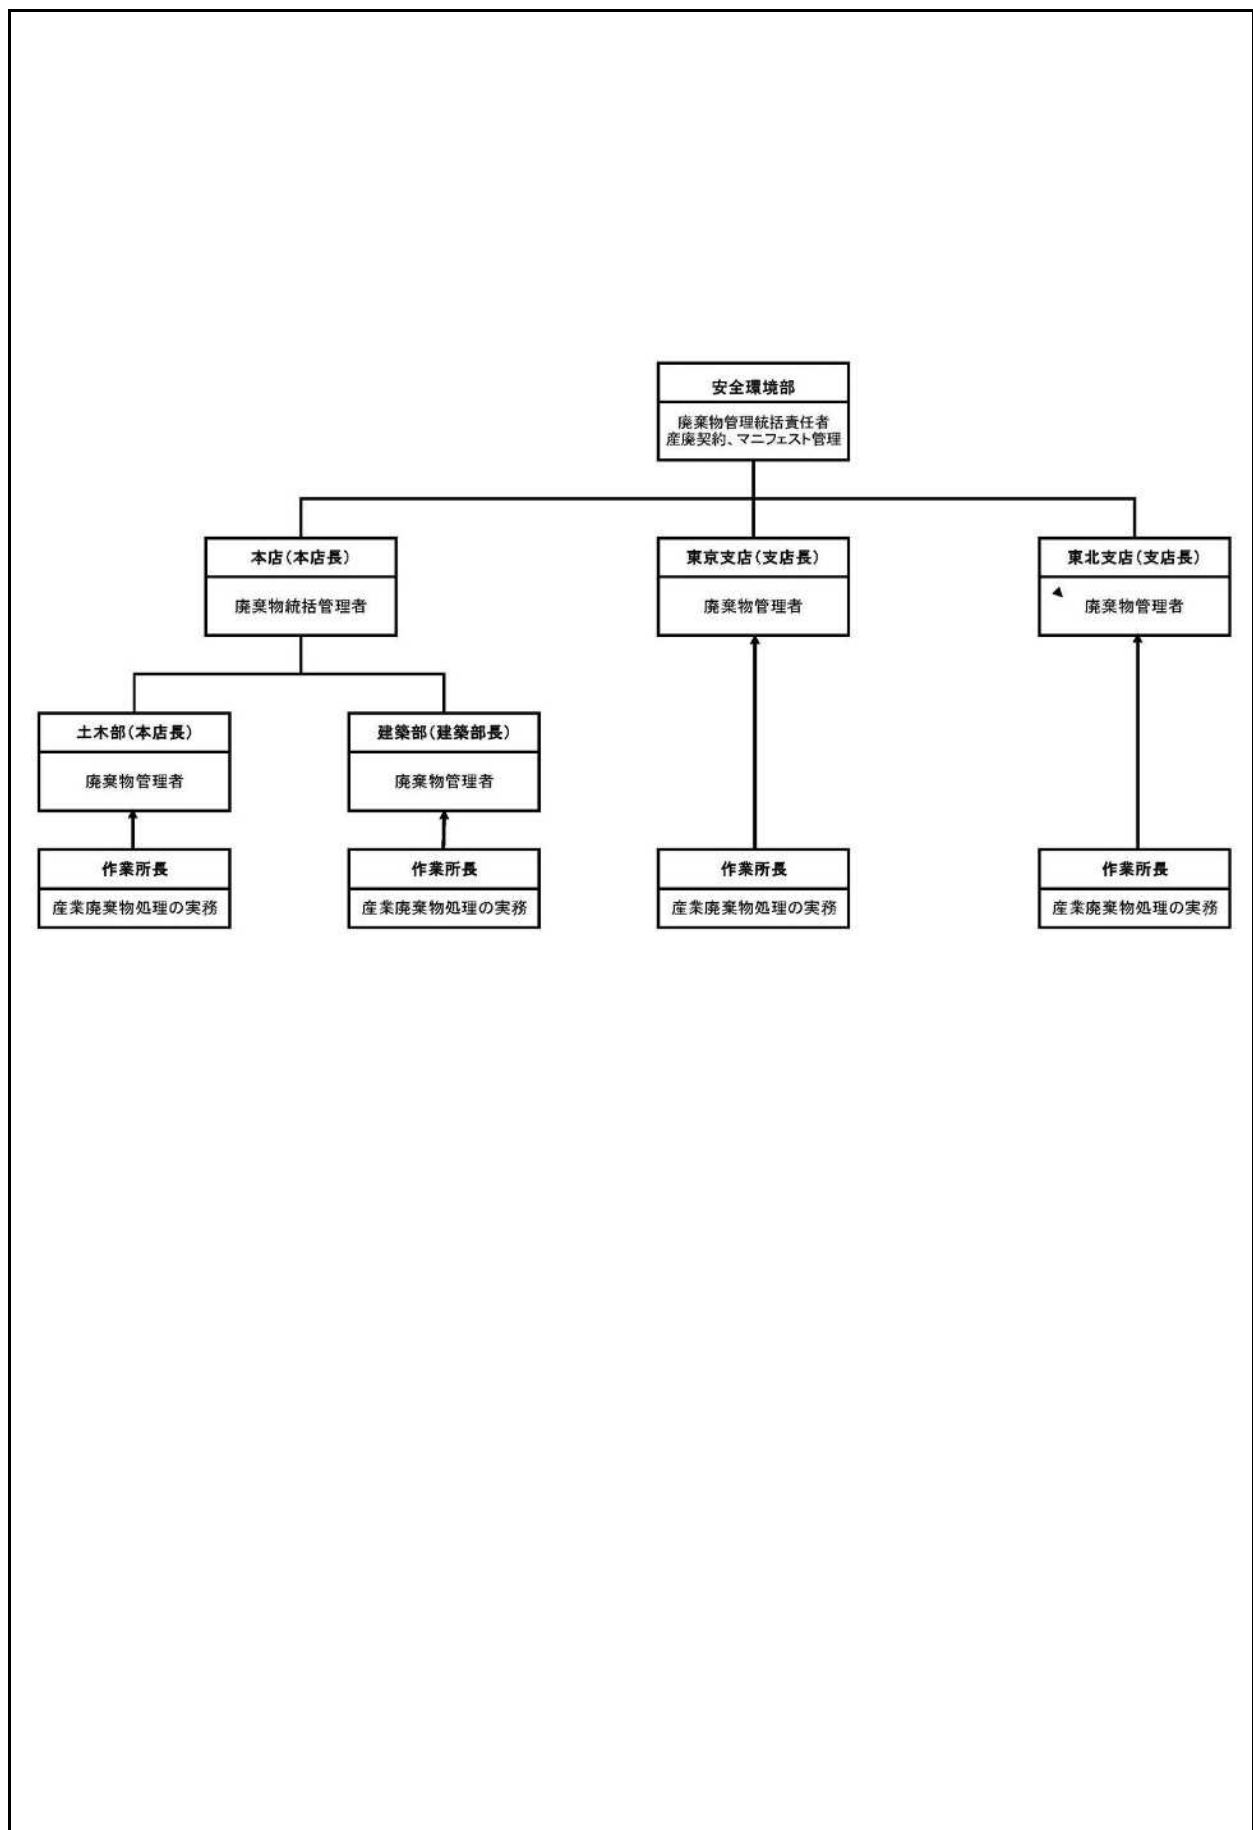 安全環境部
廃棄物管理統括責任者
産廃契約、マニフェスト管理
本店(本店長)
廃棄物統括管理者
東京支店(支店長)
廃棄物管理者
東北支店(支店長)
廃棄物管理者
土木部(本店長)
廃棄物管理者
建築部(建築部長)
廃棄物管理者
作業所長
産業廃棄物処理の実務
作業所長
産業廃棄物処理の実務
作業所長
産業廃棄物処理の実務
作業所長
産業廃棄物処理の実務